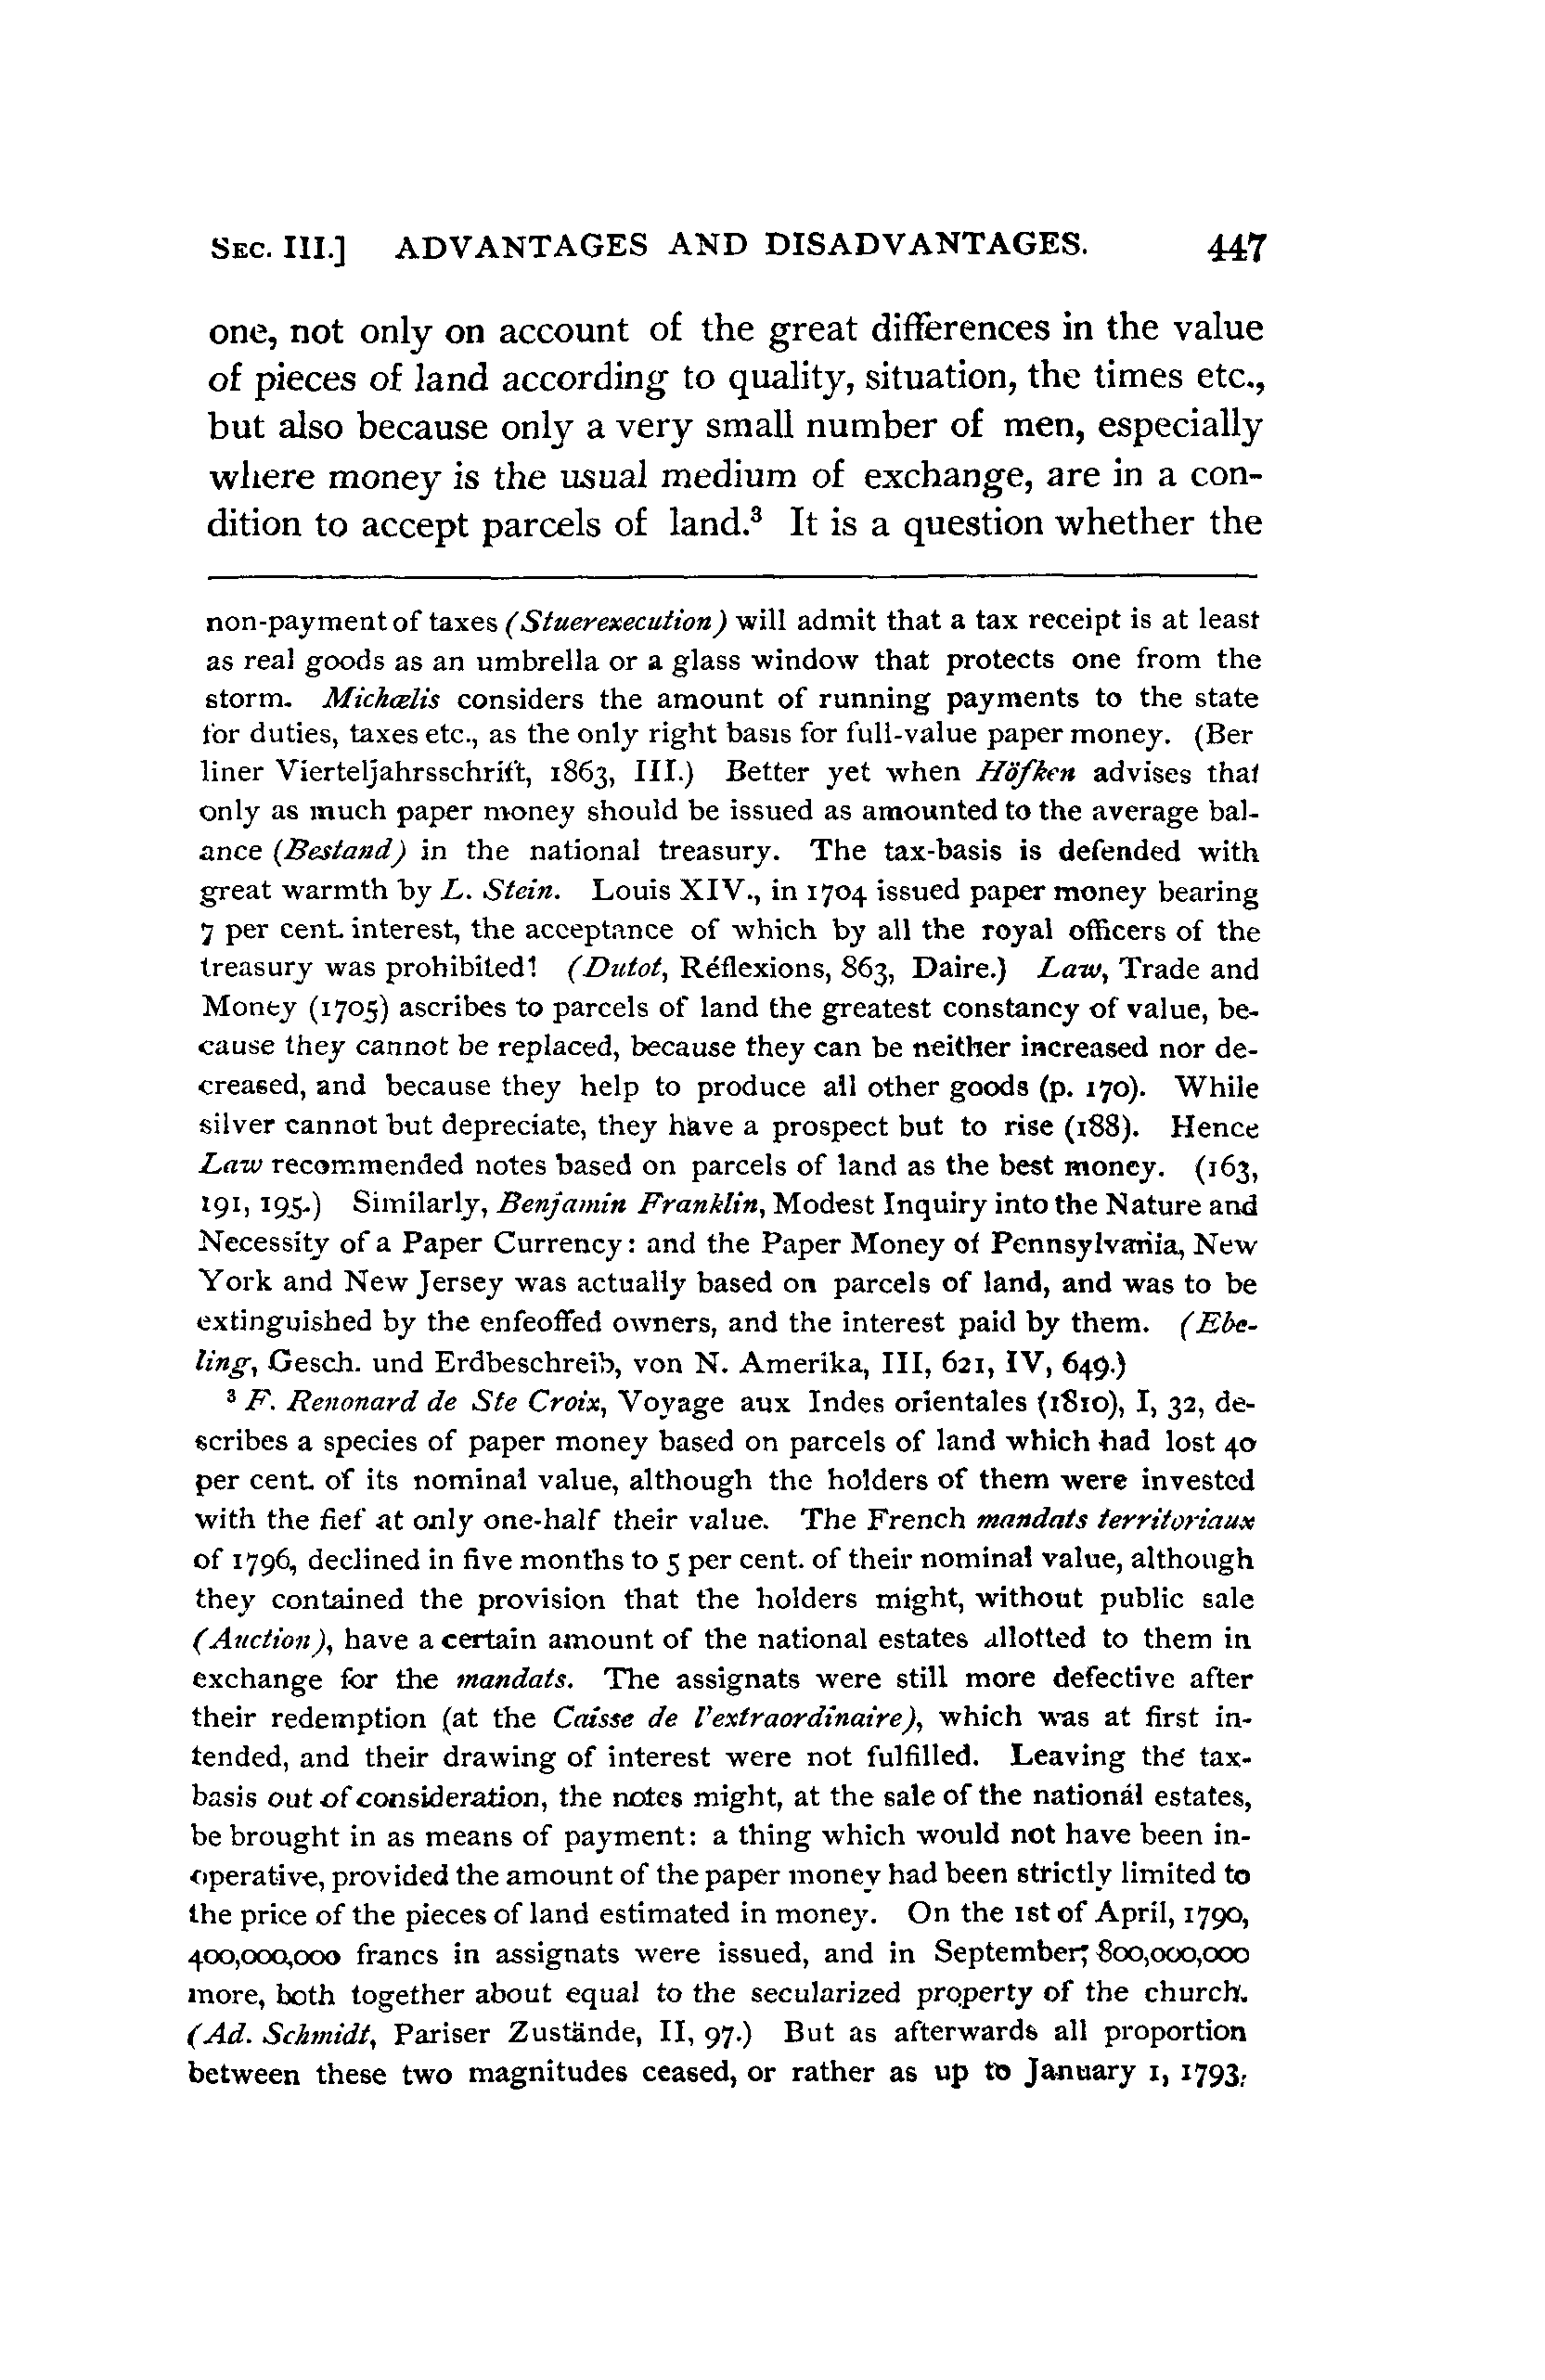 SEC. III.] ADVANTAGES AND DISADVANTAGES. 447
one, not only on account of the great differences in the value
of pieces of land according to quality, situation, the times etc.,
but also because only a very small number of men, especially
where money is the usual medium of exchange, are in a con-
dition to accept parcels of land.³ It is a question whether the
non-payment of taxes (Stuerexecution) will admit that a tax receipt is at least
as real goods as an umbrella or a glass window that protects one from the
storm. Michælis considers the amount of running payments to the state
for duties, taxes etc., as the only right basis for full-value paper money. (Ber
liner Vierteljahrsschrift, 1863, III.) Better yet when Höfken advises that
only as much paper money should be issued as amounted to the average bal-
ance (Bestand) in the national treasury. The tax-basis is defended with
great warmth by L. Stein. Louis XIV., in 1704 issued paper money bearing
7 per cent. interest, the acceptance of which by all the royal officers of the
treasury was prohibited! (Dutot, Réflexions, 863, Daire.) Law, Trade and
Money (1705) ascribes to parcels of land the greatest constancy of value, be-
cause they cannot be replaced, because they can be neither increased nor de-
creased, and because they help to produce all other goods (p. 170). While
silver cannot but depreciate, they have a prospect but to rise (188). Hence
Law recommended notes based on parcels of land as the best money. (163,
191, 195.) Similarly, Benjamin Franklin, Modest Inquiry into the Nature and
Necessity of a Paper Currency: and the Paper Money of Pennsylvania, New
York and New Jersey was actually based on parcels of land, and was to be
extinguished by the enfeoffed owners, and the interest paid by them. (Ebe-
ling, Gesch. und Erdbeschreib, von N. Amerika, III, 621, IV, 649.)
³ F. Renonard de Ste Croix, Voyage aux Indes orientales (1810), I, 32, de-
scribes a species of paper money based on parcels of land which had lost 40
per cent. of its nominal value, although the holders of them were invested
with the fief at only one-half their value. The French mandats territoriaux
of 1796, declined in five months to 5 per cent. of their nominal value, although
they contained the provision that the holders might, without public sale
(Auction), have a certain amount of the national estates allotted to them in
exchange for the mandats. The assignats were still more defective after
their redemption (at the Caisse de l'extraordinaire), which was at first in-
tended, and their drawing of interest were not fulfilled. Leaving the tax-
basis out of consideration, the notes might, at the sale of the national estates,
be brought in as means of payment: a thing which would not have been in-
operative, provided the amount of the paper money had been strictly limited to
the price of the pieces of land estimated in money. On the 1st of April, 1790,
400,000,000 francs in assignats were issued, and in September, 800,000,000
more, both together about equal to the secularized property of the church.
(Ad. Schmidt, Pariser Zustände, II, 97.) But as afterwards all proportion
between these two magnitudes ceased, or rather as up to January 1, 1793,